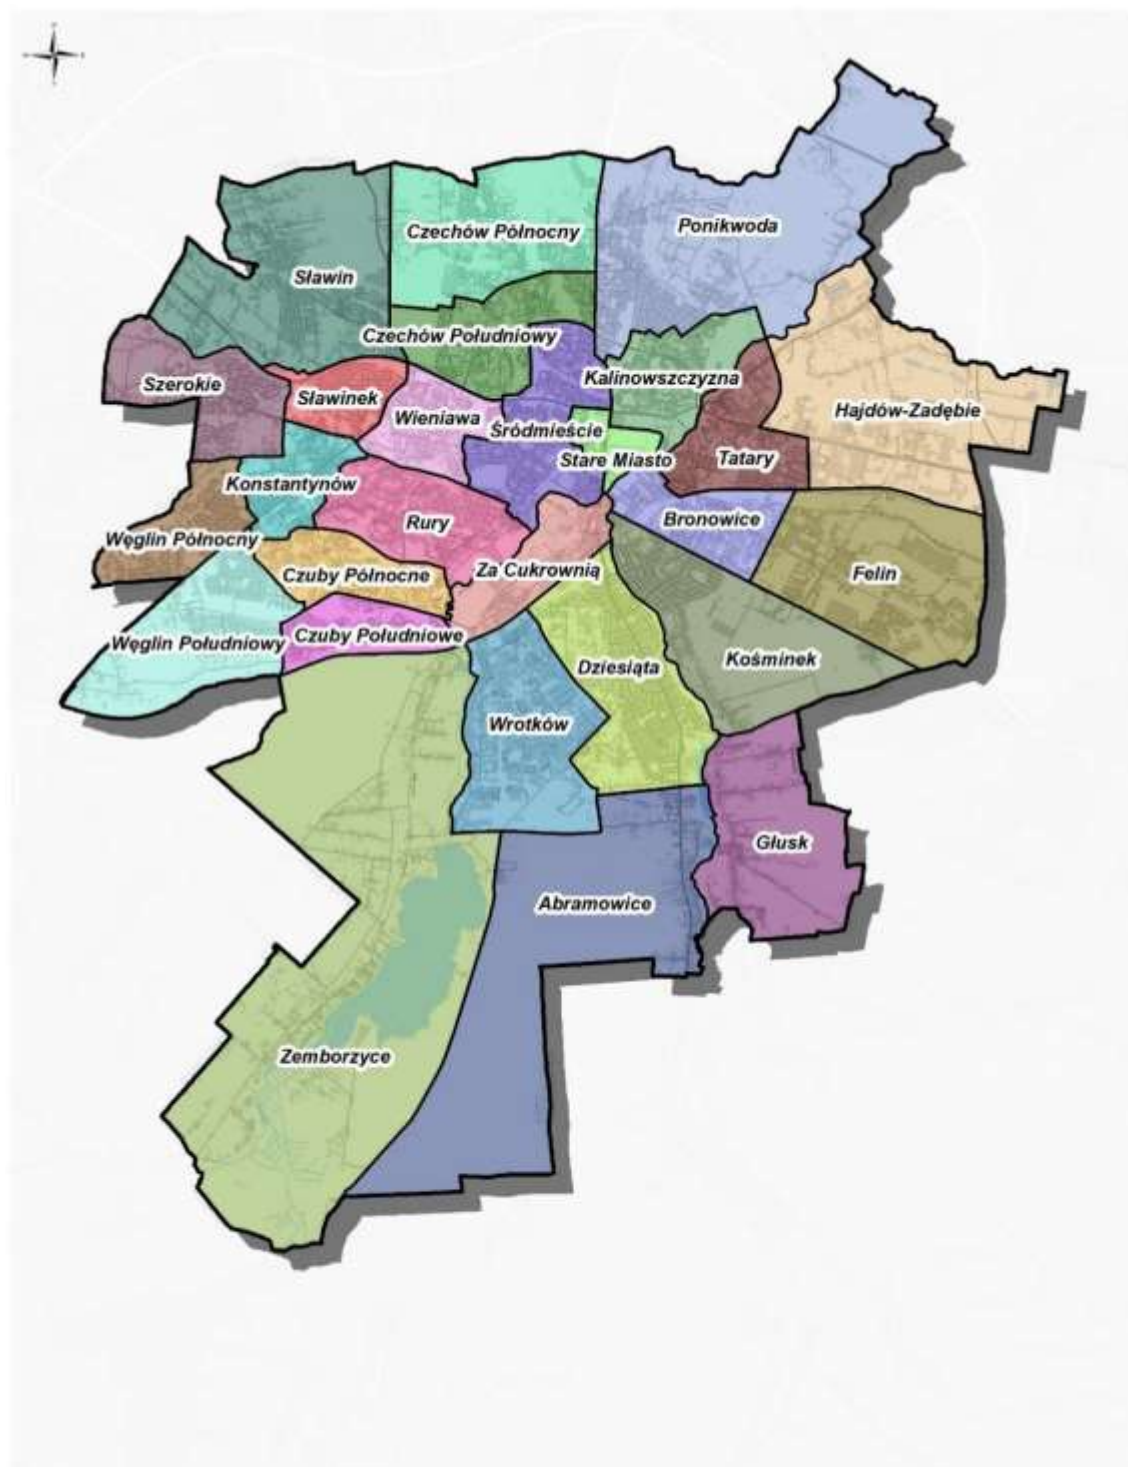 Ponikwoda
Czechów Północny
Sławin
Czechów Południowy
Kalinowszczyzna
Szerokie
Sławinek
Hajdów-Zadębie
Wieniawa
Śródmieście
Stare Miasto
Tatary
Konstantynów
Rury
Bronowice
Węglin Północny
Za Cukrownią
Czuby Północne
Felin
Węglin Południowy
Czuby Południowe
Kośminek
Dziesiąta
Wrotków
Głusk
Abramowice
Zemborzyce